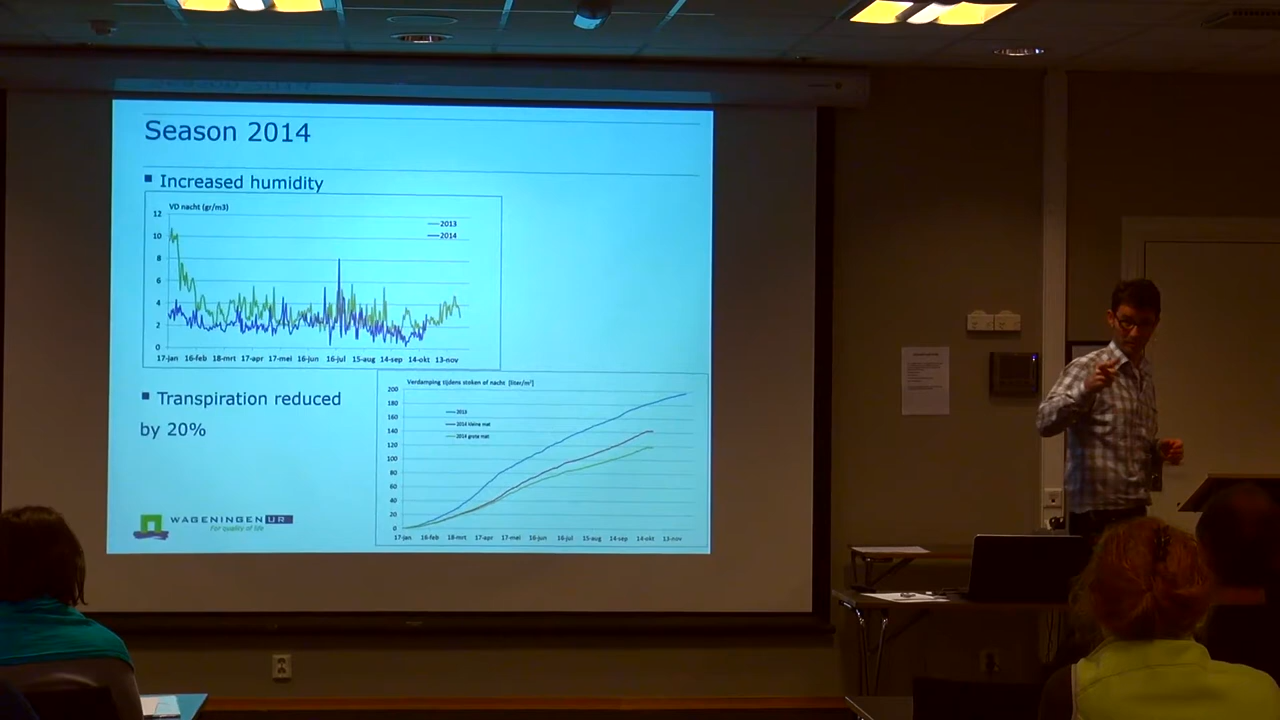 Season 2014
Increased humidity
VD nacht (gr/m3)
12
10
8
6
4
2
0
2013
2014
17-jan 16-feb 18-mrt 17-apr 17-mei 16-jun 16-jul 15-aug 14-sep 14-okt 13-nov
Transpiration reduced
by 20%
Verdamping tijdens stoken of nacht [liter/m²]
200
180
160
140
120
100
80
60
40
20
0
2013
2014 kleine mat
2014 grote mat
17-jan 16-feb 18-mrt 17-apr 17-mei 16-jun 16-jul 15-aug 14-sep 14-okt 13-nov
WAGENINGEN UR
For quality of life